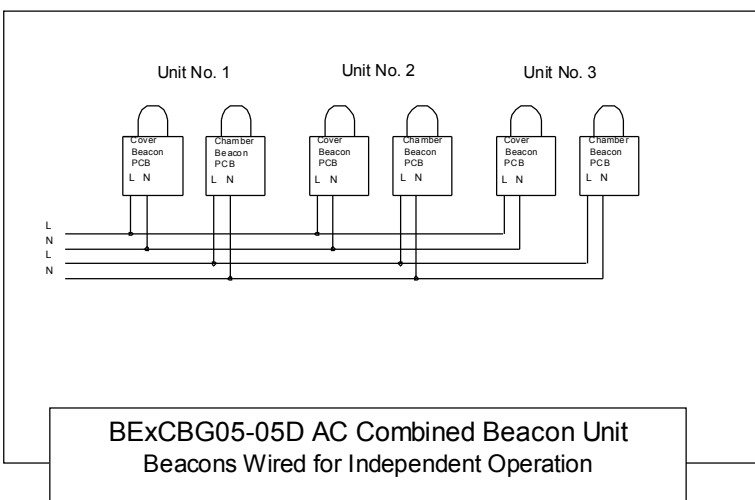 Unit No. 1
Unit No. 2
Unit No. 3
Cover
Beacon
PCB
L N
Chamber
Beacon
PCB
L N
Cover
Beacon
PCB
L N
Chamber
Beacon
PCB
L N
Cover
Beacon
PCB
L N
Chamber
Beacon
PCB
L N
L
N
L
N
BExCBG05-05D AC Combined Beacon Unit
Beacons Wired for Independent Operation